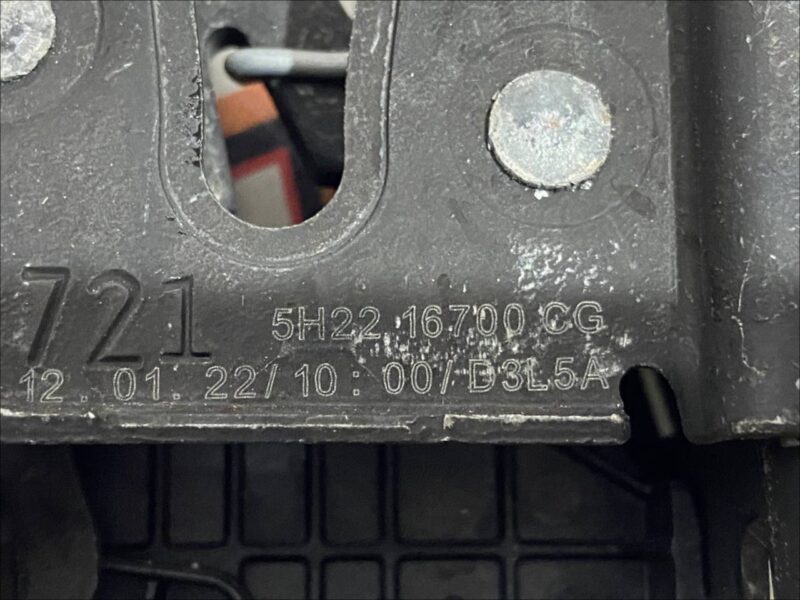 721
5H22 16700 CG
12 . 01. 22/ 10 : 00/ D3L5A